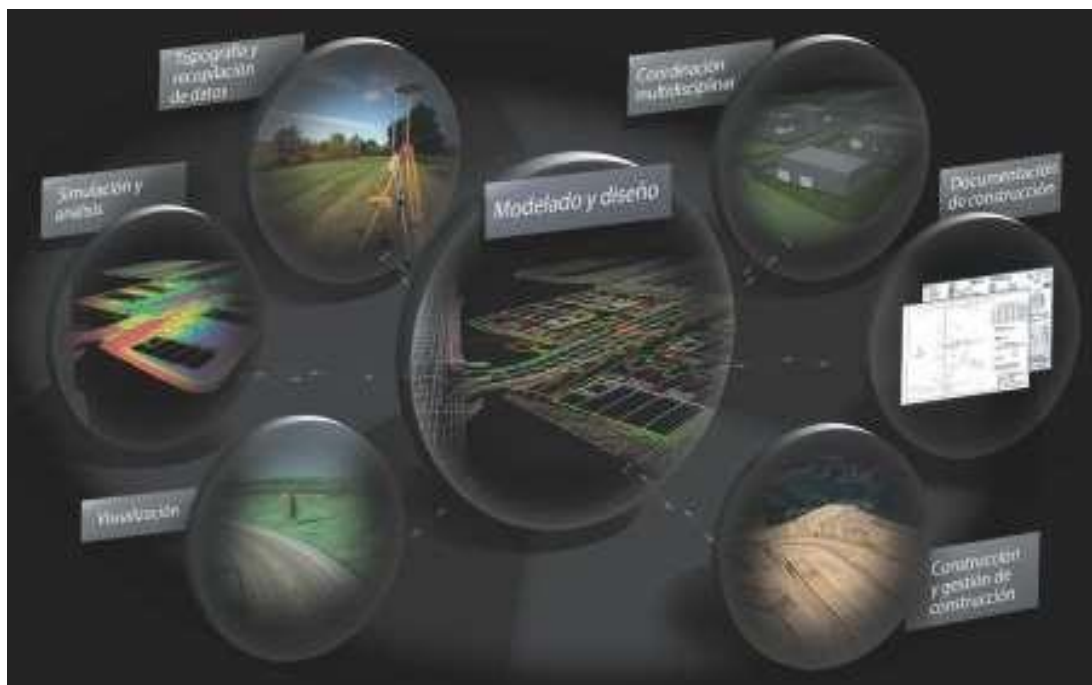 Topografía y
recopilación
de datos
Coordinación
multidisciplinar
Simulación y
análisis
Modelado y diseño
Documentación
de construcción
Visualización
Construcción
y gestión de
construcción